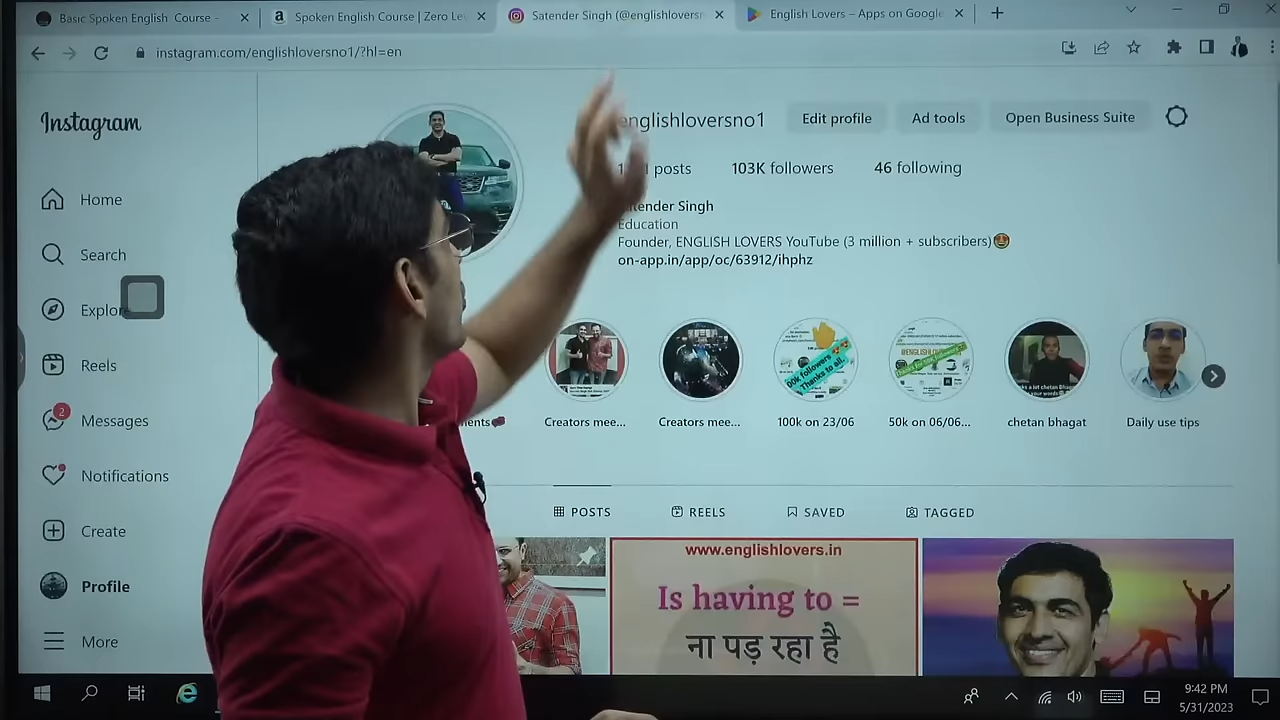 Basic Spoken English Course -
Spoken English Course | Zero Le
Satender Singh (@englishloversn
English Lovers – Apps on Google
instagram.com/englishloversno1/?hl=en
Instagram
englishloversno1
Edit profile
Ad tools
Open Business Suite
posts
103K followers
46 following
Singh
Education
Founder, ENGLISH LOVERS YouTube (3 million + subscribers)
on-app.in/app/oc/63912/ihphz
Home
Search
Explore
Reels
2
Messages
Notifications
Create
Profile
More
Creators mee...
Creators mee...
100k on 23/06
50k on 06/06...
chetan bhagat
Daily use tips
POSTS
REELS
SAVED
TAGGED
www.englishlovers.in
Is having to =
ना पड़ रहा है
9:42 PM
5/31/2023